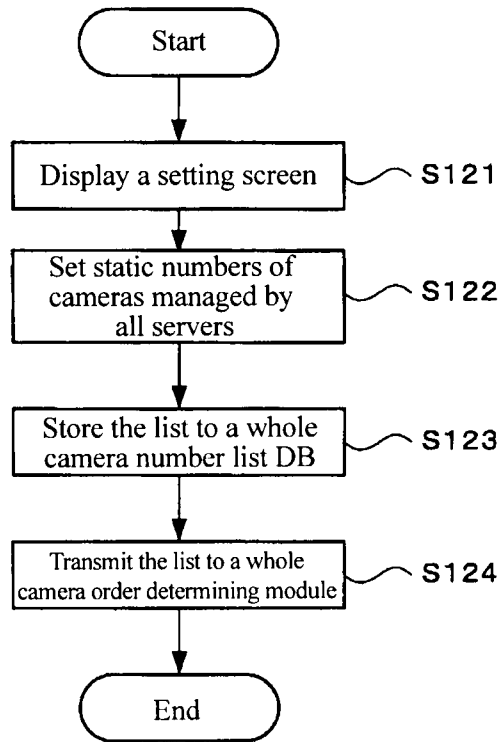 Start
Display a setting screen
S121
Set static numbers of
cameras managed by
all servers
S122
Store the list to a whole
camera number list DB
S123
Transmit the list to a whole
camera order determining module
S124
End